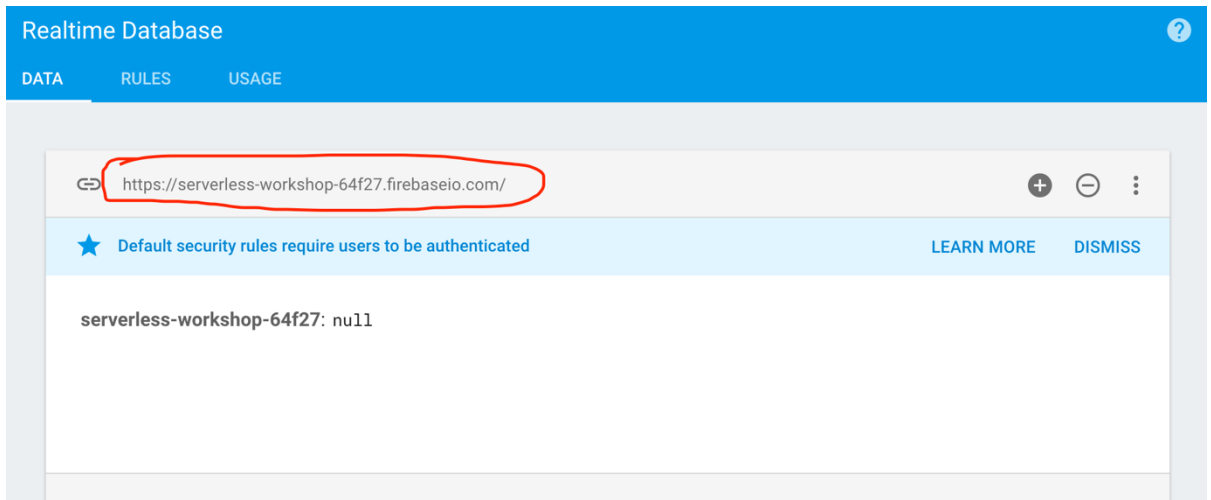 Realtime Database
DATA RULES USAGE
https://serverless-workshop-64f27.firebaseio.com/
Default security rules require users to be authenticated LEARN MORE DISMISS
serverless-workshop-64f27: null